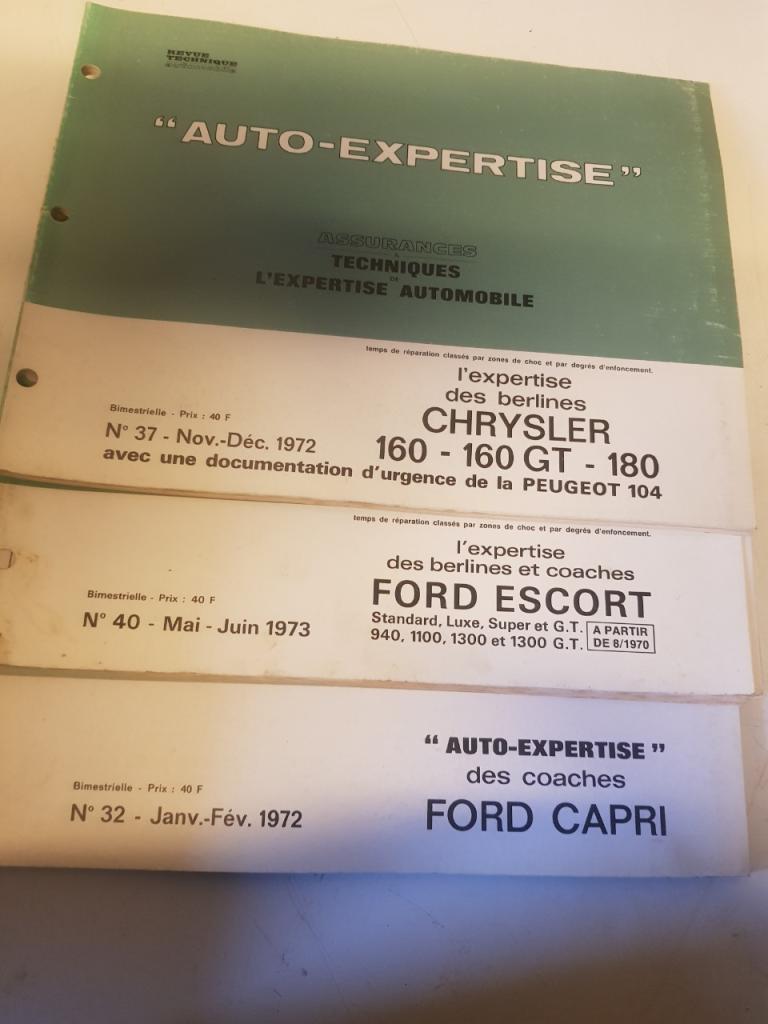 REVUE
TECHNIQUE
automobile
“AUTO-EXPERTISE”
ASSURANCES
&
TECHNIQUES
DE
L'EXPERTISE AUTOMOBILE
temps de réparation classés par zones de choc et par degrés d'enfoncement.
l'expertise
des berlines
CHRYSLER
160 - 160 GT - 180
Bimestrielle - Prix : 40 F
N° 37 - Nov.-Déc. 1972
avec une documentation d'urgence de la PEUGEOT 104
temps de réparation classés par zones de choc et par degrés d'enfoncement.
l'expertise
des berlines et coaches
FORD ESCORT
Standard, Luxe, Super et G.T.
940, 1100, 1300 et 1300 G.T.
A PARTIR
DE 8/1970
Bimestrielle - Prix : 40 F
N° 40 - Mai - Juin 1973
“AUTO-EXPERTISE”
des coaches
FORD CAPRI
Bimestrielle - Prix : 40 F
N° 32 - Janv.-Fév. 1972